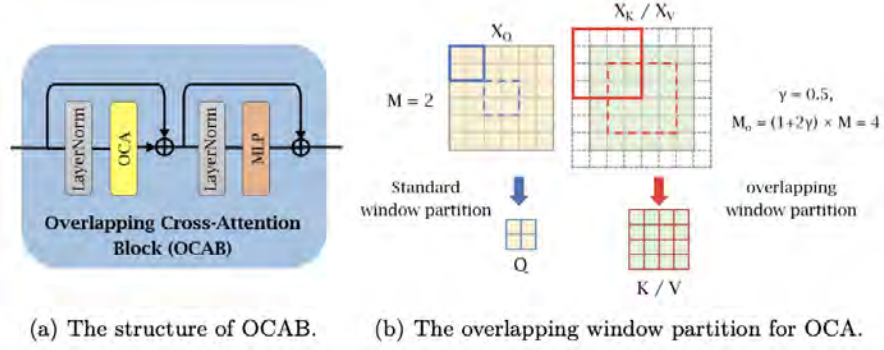 LayerNorm
OCA
LayerNorm
MLP
Overlapping Cross-Attention
Block (OCAB)
(a) The structure of OCAB.
X_Q
X_K / X_V
M = 2
γ = 0.5,
M_o = (1+2γ) × M = 4
Standard
window partition
overlapping
window partition
Q
K / V
(b) The overlapping window partition for OCA.